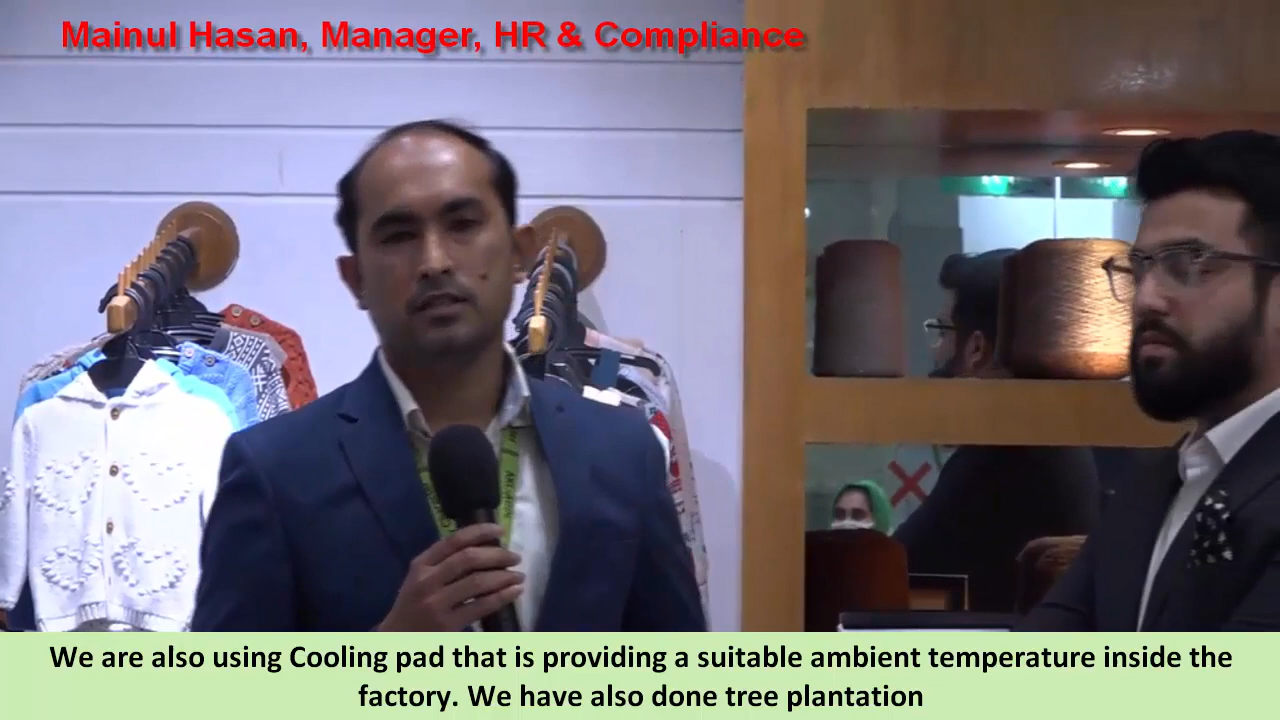 Mainul Hasan, Manager, HR & Compliance
We are also using Cooling pad that is providing a suitable ambient temperature inside the
factory. We have also done tree plantation